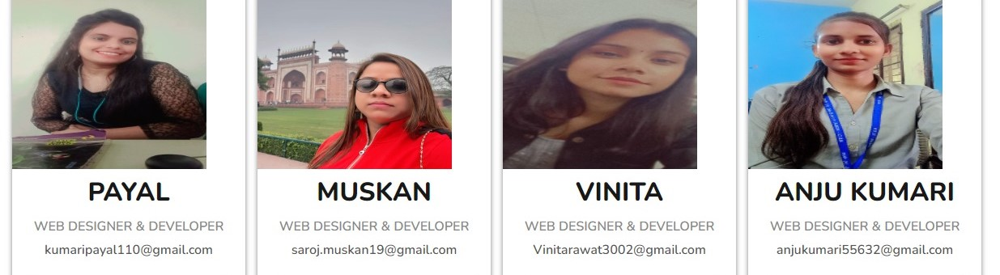 PAYAL
WEB DESIGNER & DEVELOPER
kumaripayal110@gmail.com
MUSKAN
WEB DESIGNER & DEVELOPER
saroj.muskan19@gmail.com
VINITA
WEB DESIGNER & DEVELOPER
Vinitarawat3002@gmail.com
ANJU KUMARI
WEB DESIGNER & DEVELOPER
anjukumari55632@gmail.com